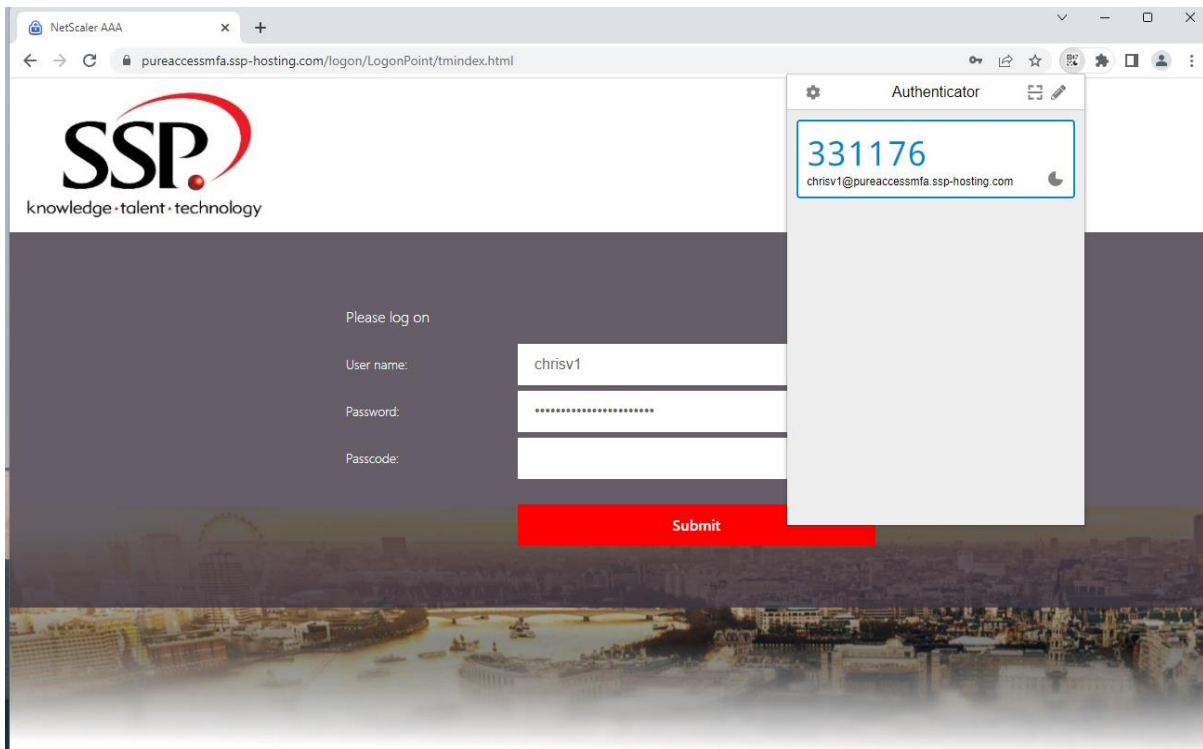 NetScaler AAA
pureaccessmfa.ssp-hosting.com/logon/LogonPoint/tmindex.html
Authenticator
331176
chrisv1@pureaccessmfa.ssp-hosting.com
SSP.
knowledge·talent·technology
Please log on
User name:
chrisv1
Password:
•••••••••••••••••••••••
Passcode:
Submit